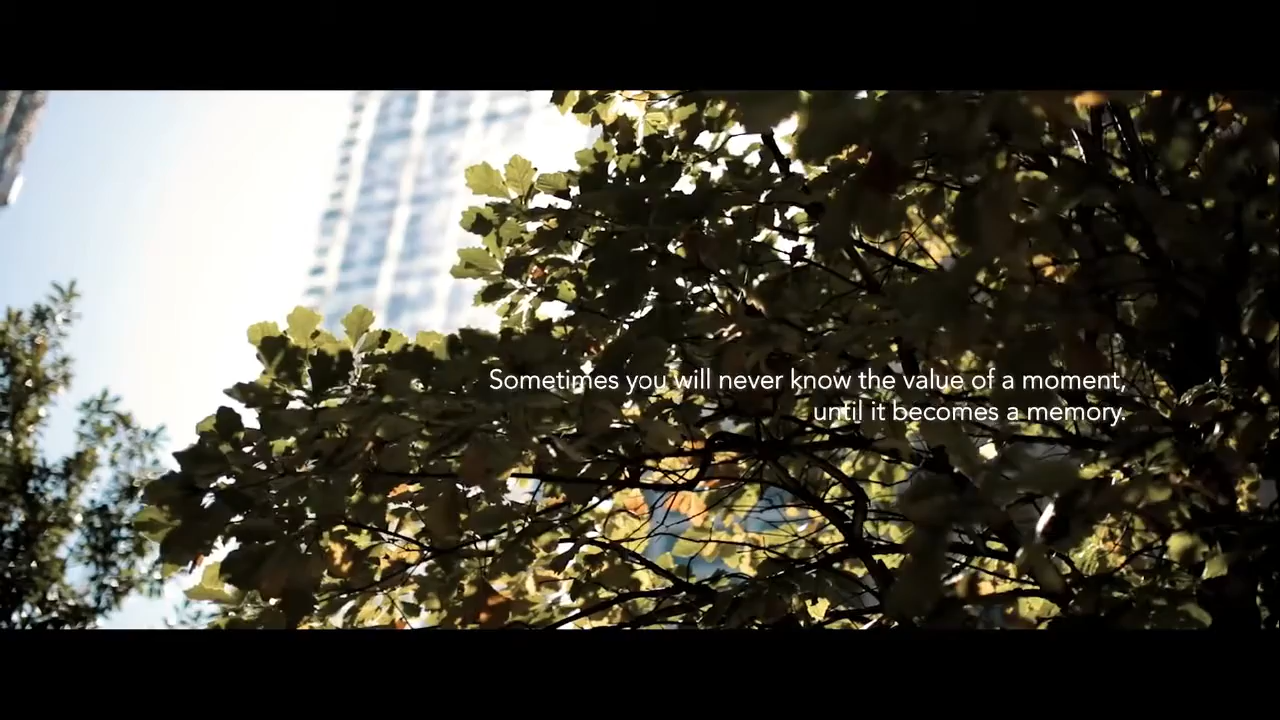 Sometimes you will never know the value of a moment,
until it becomes a memory.